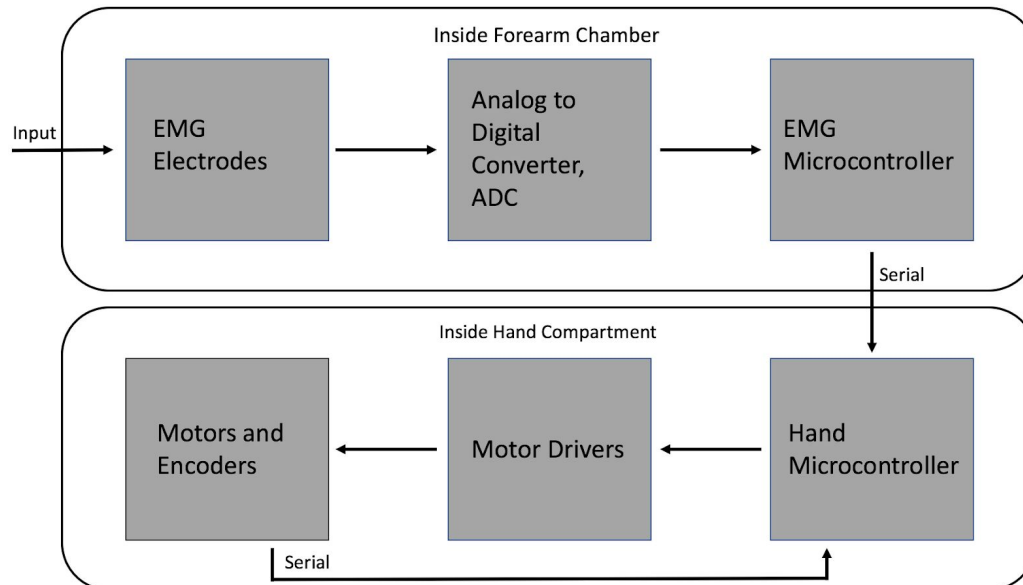 Inside Forearm Chamber
Input
EMG
Electrodes
Analog to
Digital
Converter,
ADC
EMG
Microcontroller
Serial
Inside Hand Compartment
Motors and
Encoders
Motor Drivers
Hand
Microcontroller
Serial